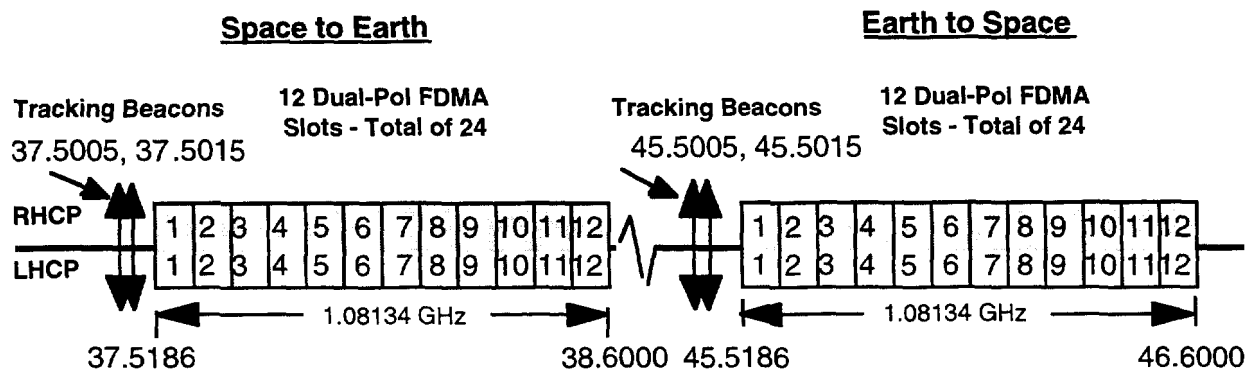 Space to Earth
Earth to Space
Tracking Beacons
37.5005, 37.5015
12 Dual-Pol FDMA
Slots - Total of 24
Tracking Beacons
45.5005, 45.5015
12 Dual-Pol FDMA
Slots - Total of 24
RHCP
1 2 3 4 5 6 7 8 9 10 11 12
1 2 3 4 5 6 7 8 9 10 11 12
LHCP
1 2 3 4 5 6 7 8 9 10 11 12
1 2 3 4 5 6 7 8 9 10 11 12
1.08134 GHz
1.08134 GHz
37.5186
38.6000
45.5186
46.6000